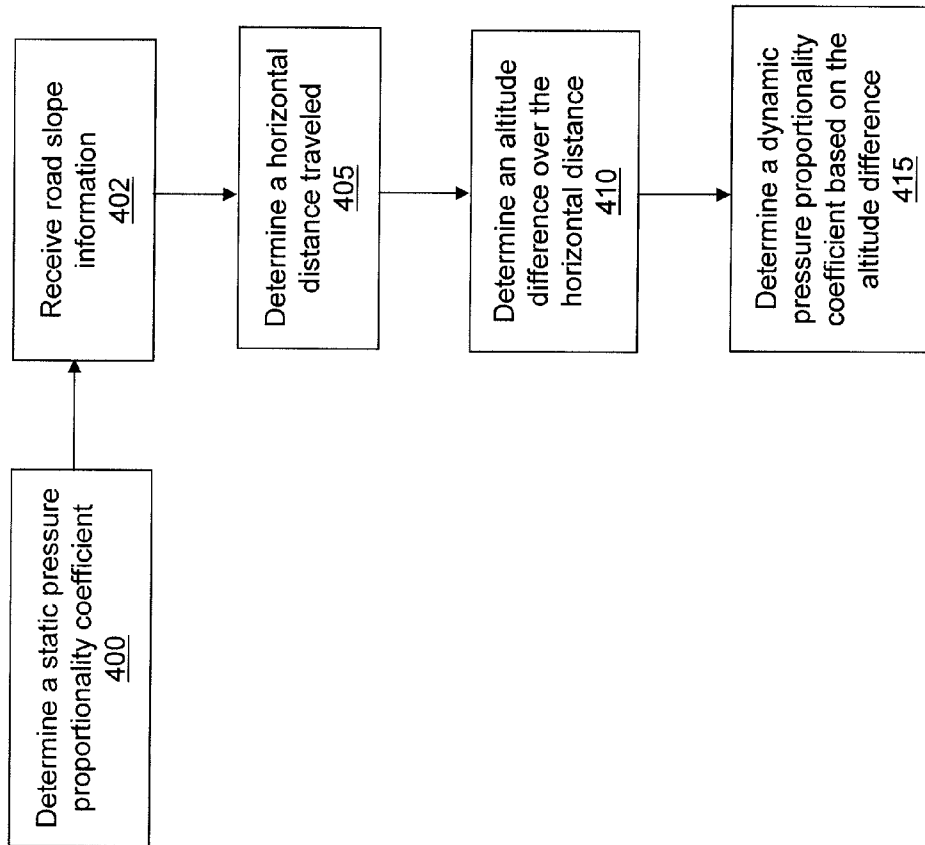 Determine a static pressure
proportionality coefficient
400
Receive road slope
information
402
Determine a horizontal
distance traveled
405
Determine an altitude
difference over the
horizontal distance
410
Determine a dynamic
pressure proportionality
coefficient based on the
altitude difference
415